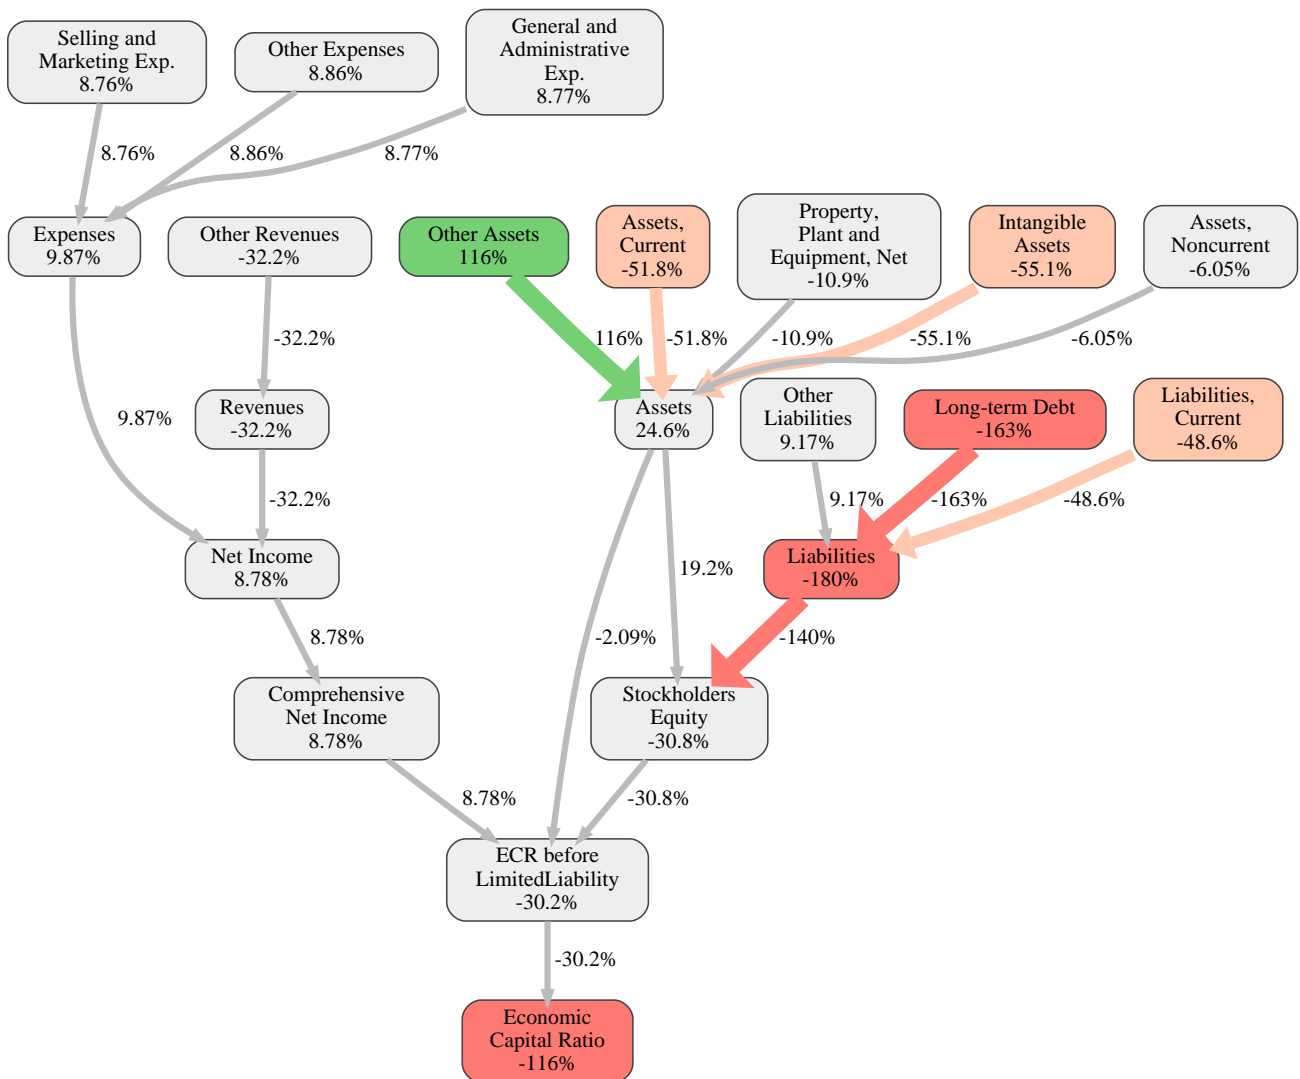 Selling and
Marketing Exp.
8.76%
Other Expenses
8.86%
General and
Administrative
Exp.
8.77%
8.76%
8.86%
8.77%
Expenses
9.87%
Other Revenues
-32.2%
Other Assets
116%
Assets,
Current
-51.8%
Property,
Plant and
Equipment, Net
-10.9%
Intangible
Assets
-55.1%
Assets,
Noncurrent
-6.05%
-32.2%
116%
-51.8%
-10.9%
-55.1%
-6.05%
9.87%
Revenues
-32.2%
Assets
24.6%
Other
Liabilities
9.17%
Long-term Debt
-163%
Liabilities,
Current
-48.6%
-32.2%
9.17%
-163%
-48.6%
Net Income
8.78%
19.2%
Liabilities
-180%
8.78%
-2.09%
-140%
Comprehensive
Net Income
8.78%
Stockholders
Equity
-30.8%
8.78%
-30.8%
ECR before
LimitedLiability
-30.2%
-30.2%
Economic
Capital Ratio
-116%